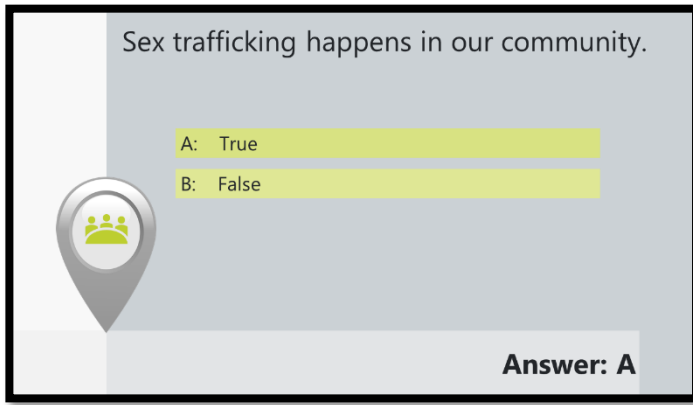 Sex trafficking happens in our community.
A: True
B: False
Answer: A